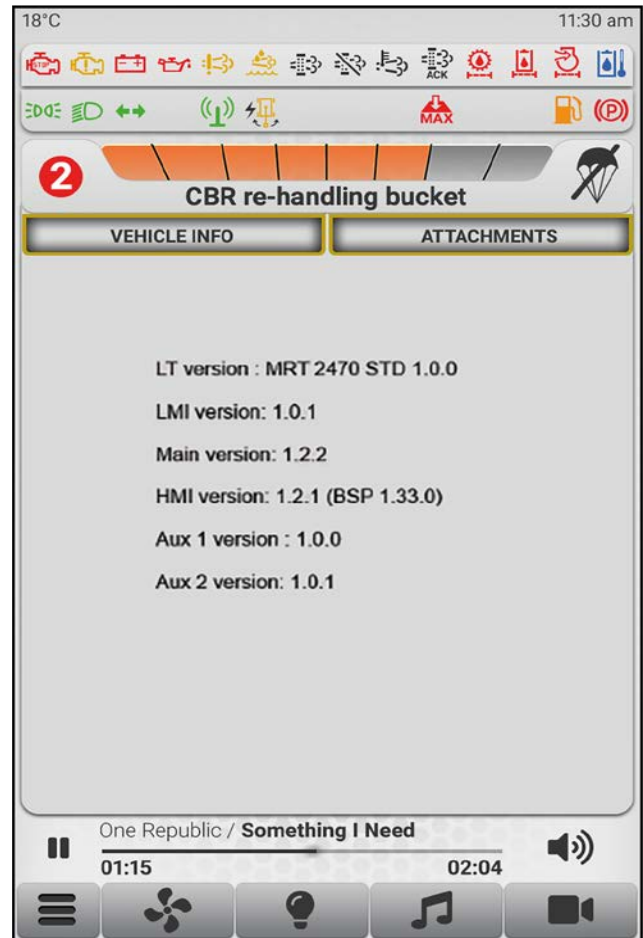 18°C 11:30 am
STOP
ACK
MAX
P
2
CBR re-handling bucket
VEHICLE INFO ATTACHMENTS
LT version : MRT 2470 STD 1.0.0
LMI version: 1.0.1
Main version: 1.2.2
HMI version: 1.2.1 (BSP 1.33.0)
Aux 1 version : 1.0.0
Aux 2 version: 1.0.1
One Republic / Something I Need
01:15 02:04